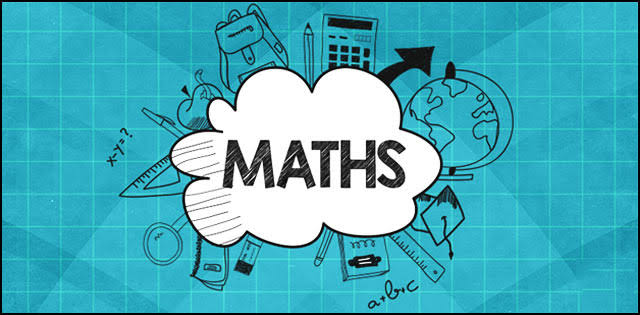 MATHS
x-y=?
a+b+c